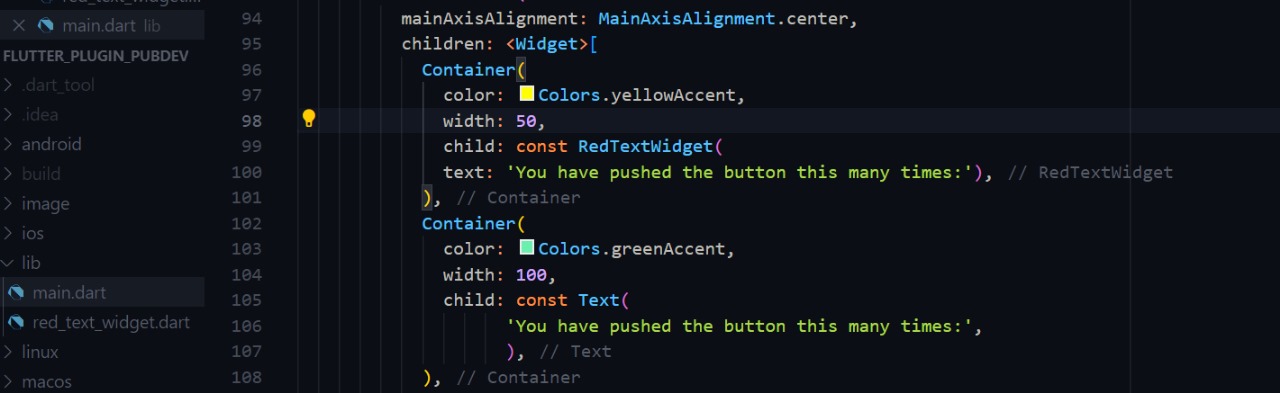 red_text_widget....
main.dart lib
FLUTTER_PLUGIN_PUBDEV
.dart_tool
.idea
android
build
image
ios
lib
main.dart
red_text_widget.dart
linux
macos
94 mainAxisAlignment: MainAxisAlignment.center,
95 children: <Widget>[
96 Container(
97 color: Colors.yellowAccent,
98 width: 50,
99 child: const RedTextWidget(
100 text: 'You have pushed the button this many times:'), // RedTextWidget
101 ), // Container
102 Container(
103 color: Colors.greenAccent,
104 width: 100,
105 child: const Text(
106 'You have pushed the button this many times:',
107 ), // Text
108 ), // Container